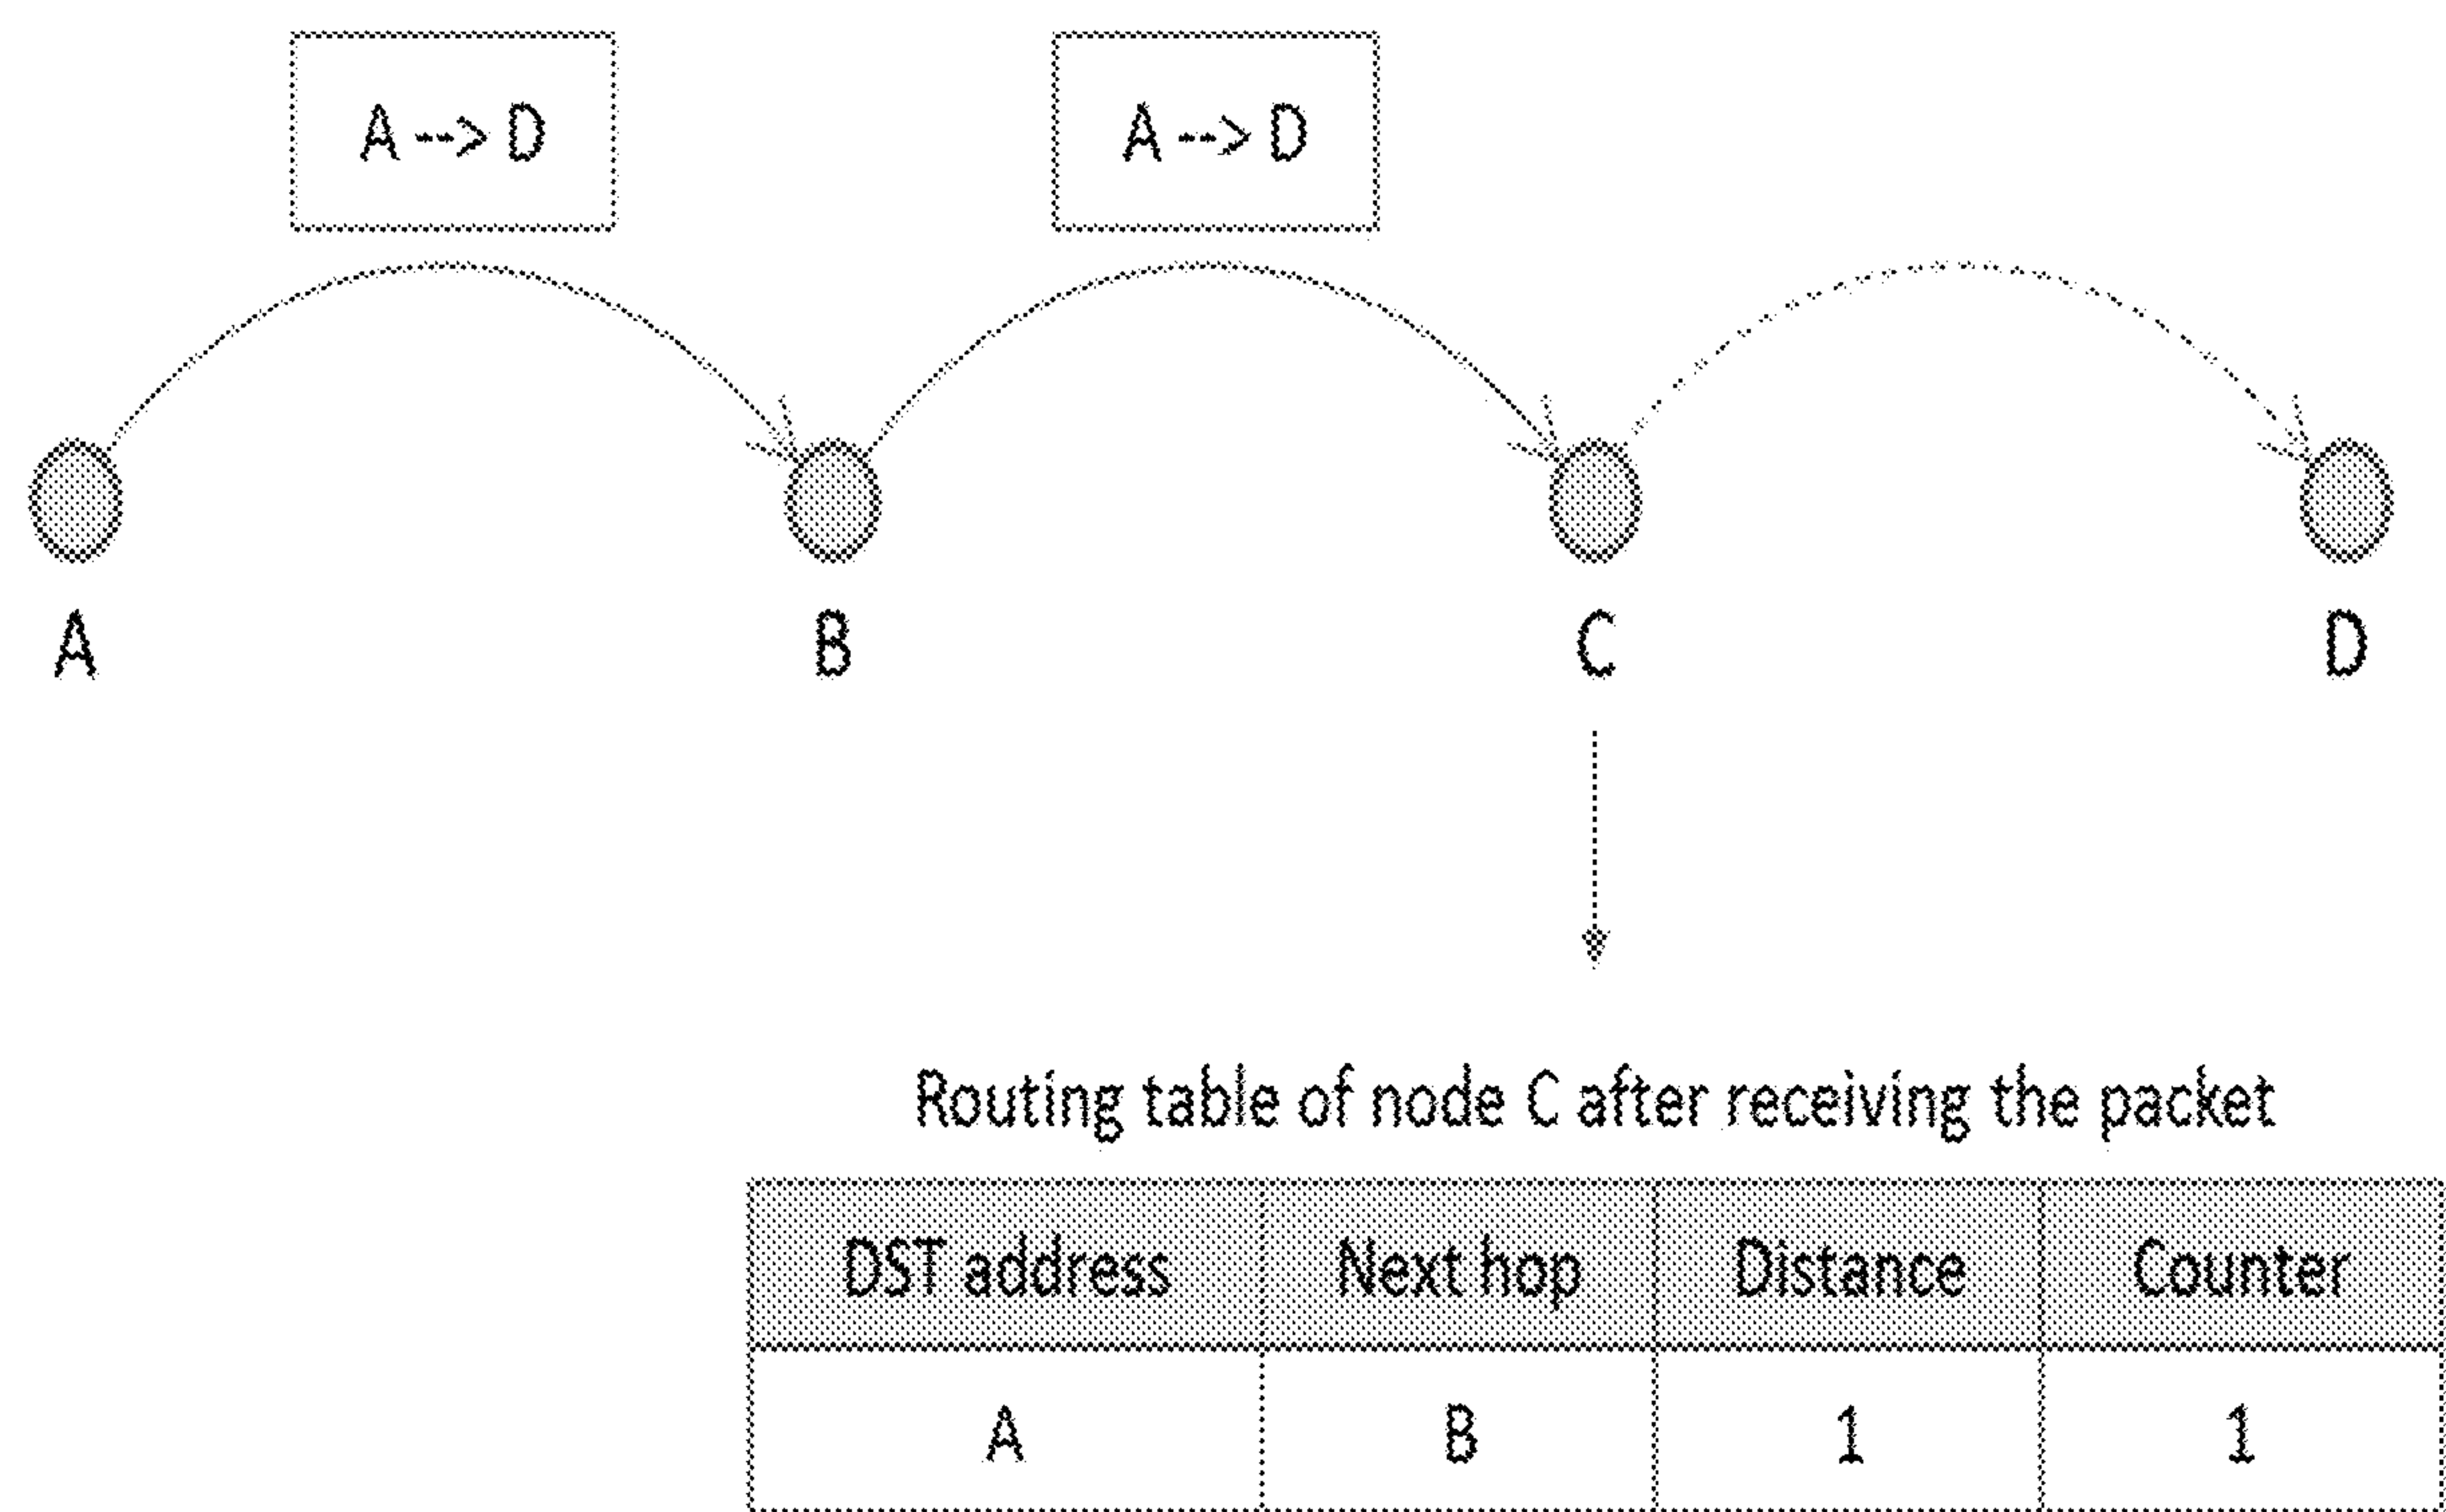 A --> D A --> D
A B C D
Routing table of node C after receiving the packet
DST address Next hop Distance Counter
A B 1 1